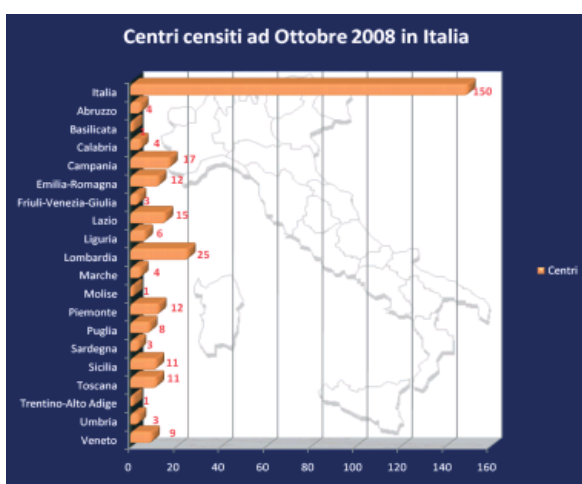 Centri censiti ad Ottobre 2008 in Italia
Italia 150
Abruzzo 4
Basilicata
Calabria 4
Campania 17
Emilia-Romagna 12
Friuli-Venezia-Giulia 3
Lazio 15
Liguria 6
Lombardia 25
Marche 4
Molise 1
Piemonte 12
Puglia 8
Sardegna 3
Sicilia 11
Toscana 11
Trentino-Alto Adige 1
Umbria 3
Veneto 9
Centri
0 20 40 60 80 100 120 140 160